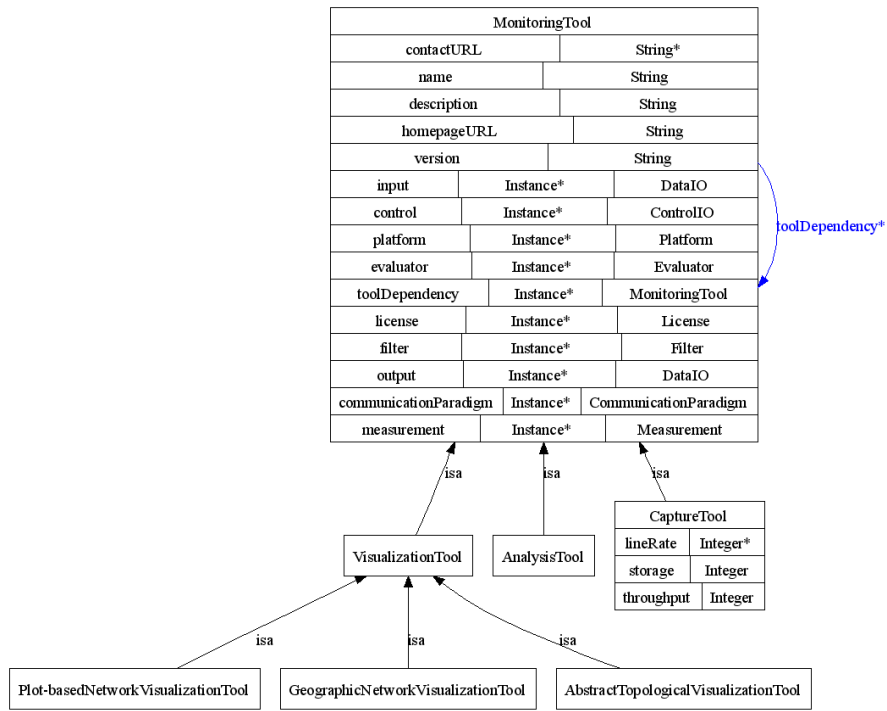 MonitoringTool
contactURL String*
name String
description String
homepageURL String
version String
input Instance* DataIO
control Instance* ControlIO
toolDependency*
platform Instance* Platform
evaluator Instance* Evaluator
toolDependency Instance* MonitoringTool
license Instance* License
filter Instance* Filter
output Instance* DataIO
communicationParadigm Instance* CommunicationParadigm
measurement Instance* Measurement
isa isa isa
CaptureTool
lineRate Integer*
VisualizationTool AnalysisTool
storage Integer
throughput Integer
isa isa isa
Plot-basedNetworkVisualizationTool GeographicNetworkVisualizationTool AbstractTopologicalVisualizationTool